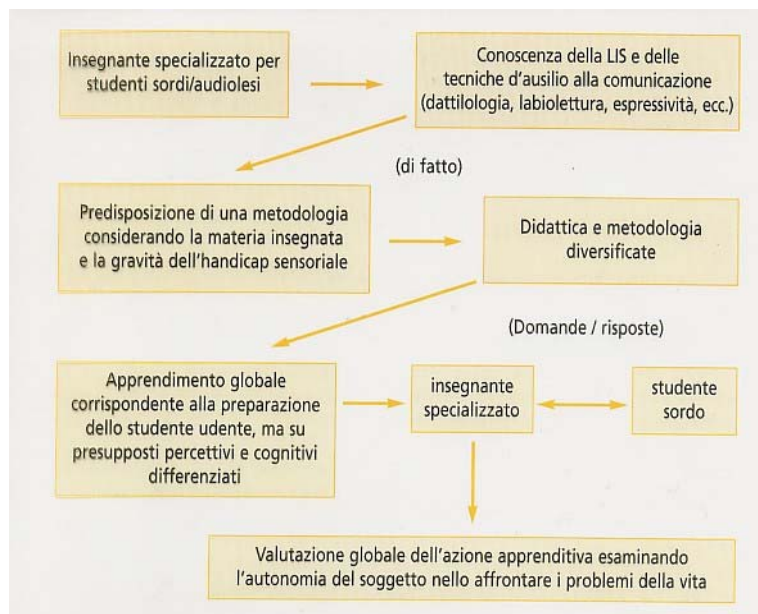 Insegnante specializzato per
studenti sordi/audiolesi
Conoscenza della LIS e delle
tecniche d'ausilio alla comunicazione
(dattilologia, labiolettura, espressività, ecc.)
(di fatto)
Predisposizione di una metodologia
considerando la materia insegnata
e la gravità dell'handicap sensoriale
Didattica e metodologia
diversificate
(Domande / risposte)
Apprendimento globale
corrispondente alla preparazione
dello studente udente, ma su
presupposti percettivi e cognitivi
differenziati
insegnante
specializzato
studente
sordo
Valutazione globale dell'azione apprenditiva esaminando
l'autonomia del soggetto nello affrontare i problemi della vita